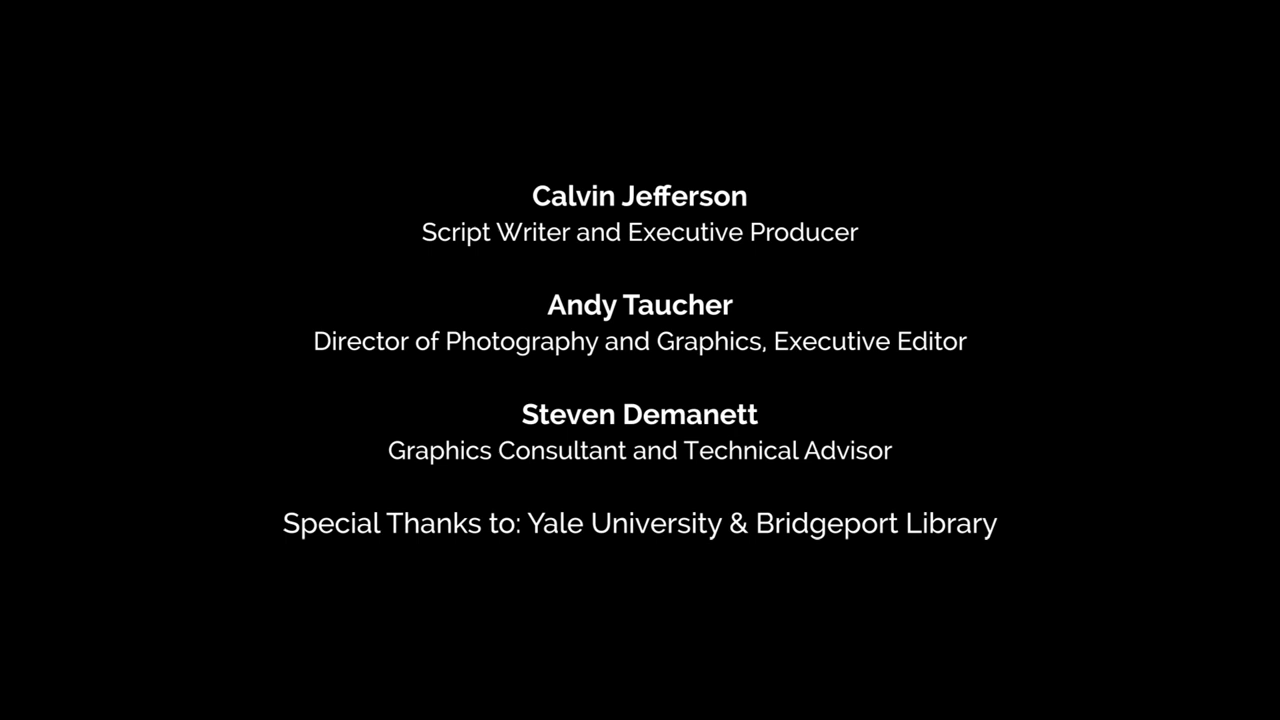 Calvin Jefferson
Script Writer and Executive Producer
Andy Taucher
Director of Photography and Graphics, Executive Editor
Steven Demanett
Graphics Consultant and Technical Advisor
Special Thanks to: Yale University & Bridgeport Library